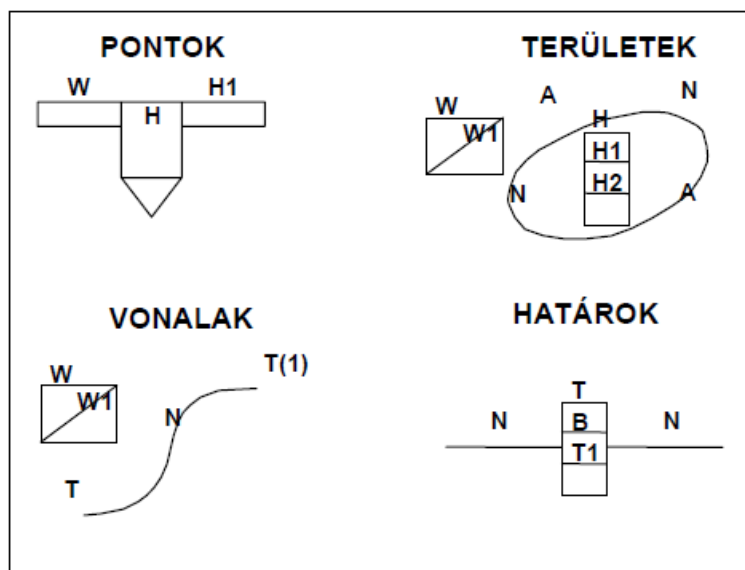 PONTOK
W H1
H
TERÜLETEK
A N
W
W1
H
H1
H2
N A
VONALAK
T(1)
W
W1
N
T
HATÁROK
T
N B N
T1